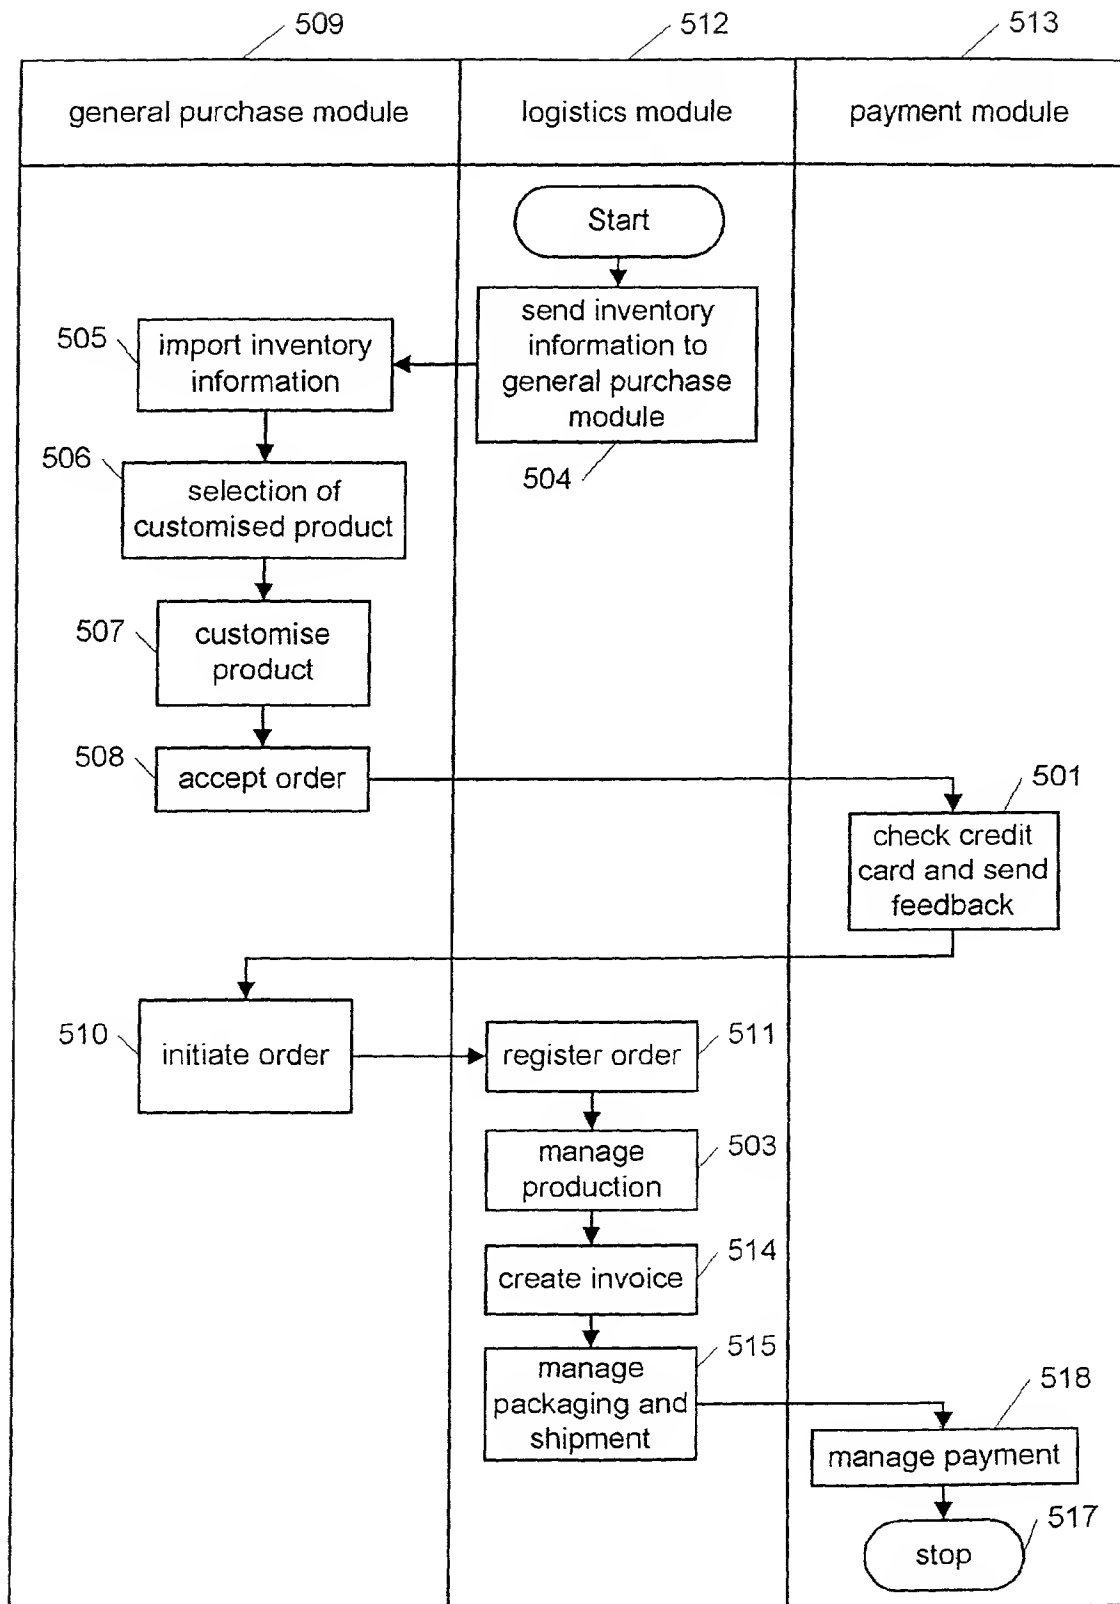 509
512
513
general purchase module
logistics module
payment module
Start
send inventory
information to
general purchase
module
504
505
import inventory
information
506
selection of
customised product
507
customise
product
508
accept order
501
check credit
card and send
feedback
510
initiate order
register order
511
manage
production
503
create invoice
514
manage
packaging and
shipment
515
518
manage payment
stop
517